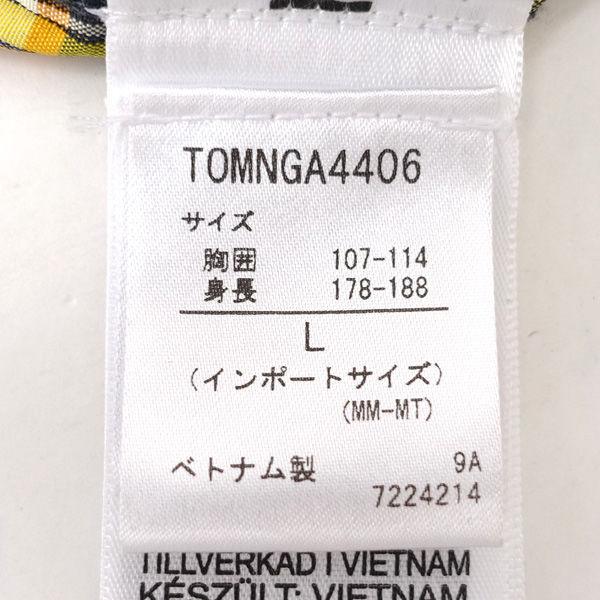 TOMNGA4406
サイズ
胸囲 107-114
身長 178-188
L
(インポートサイズ)
(MM-MT)
ベトナム製 9A
7224214
TILLVERKAD I VIETNAM
KÉSZÜLT: VIETNAM